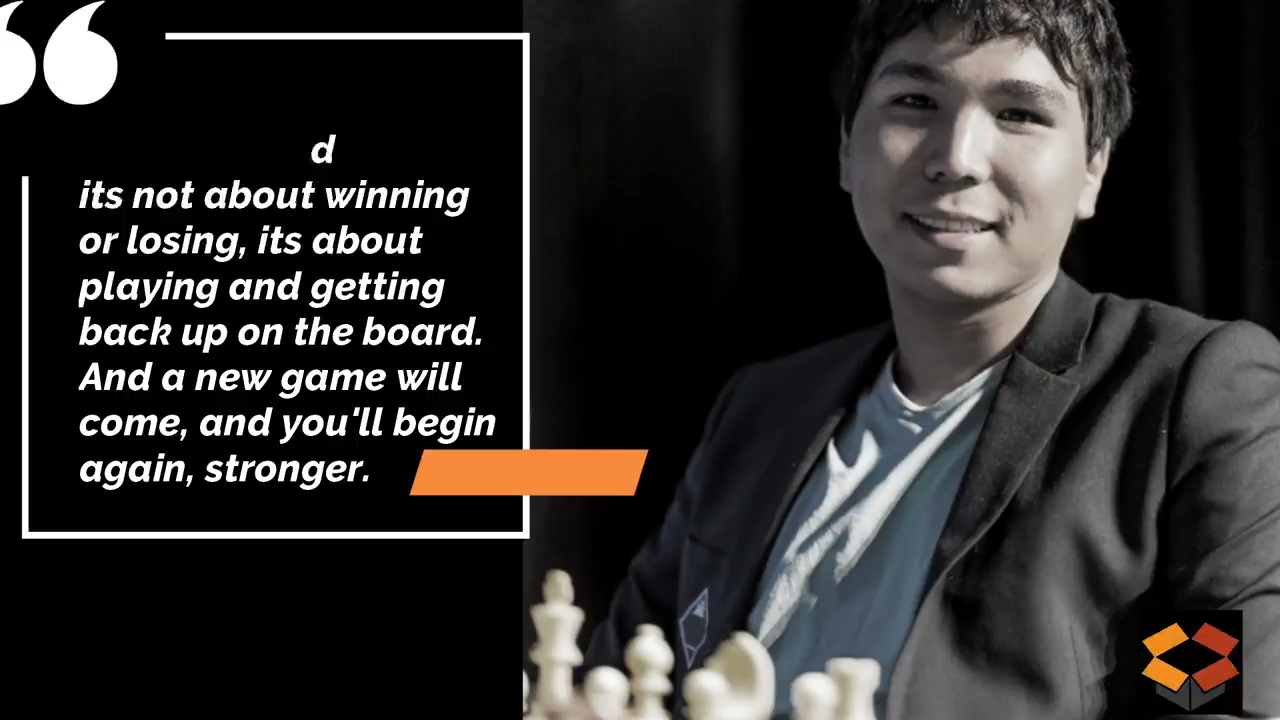 d
its not about winning
or losing, its about
playing and getting
back up on the board.
And a new game will
come, and you'll begin
again, stronger.